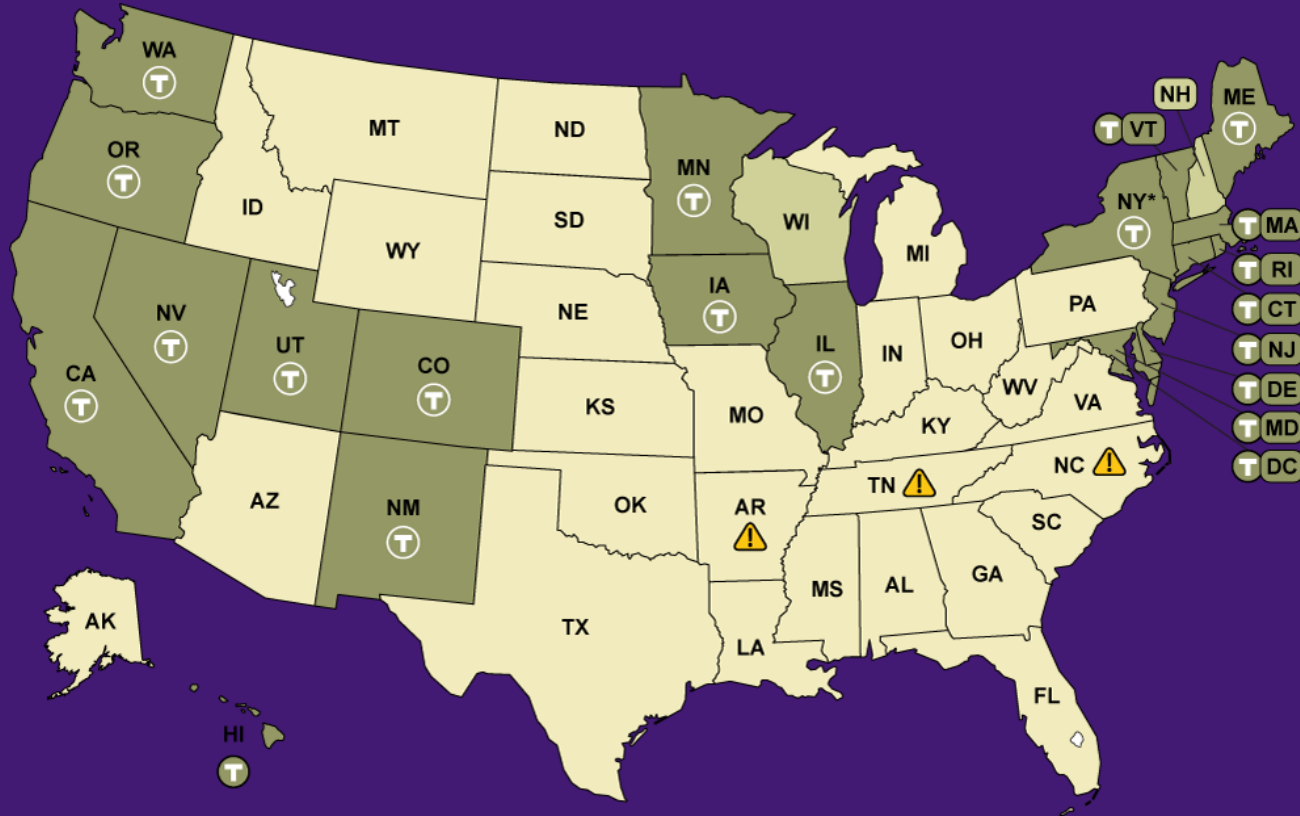 WA
T
MT
ND
MN
T
NH
ME
T
T VT
OR
T
ID
SD
WI
NY*
T
T MA
WY
MI
T RI
NV
T
IA
T
NE
PA
T CT
UT
T
CO
T
IL
T
IN
OH
T NJ
CA
T
KS
MO
WV
VA
T DE
KY
T MD
AZ
NM
T
OK
AR
!
TN !
NC !
T DC
SC
TX
MS
AL
GA
AK
LA
FL
HI
T